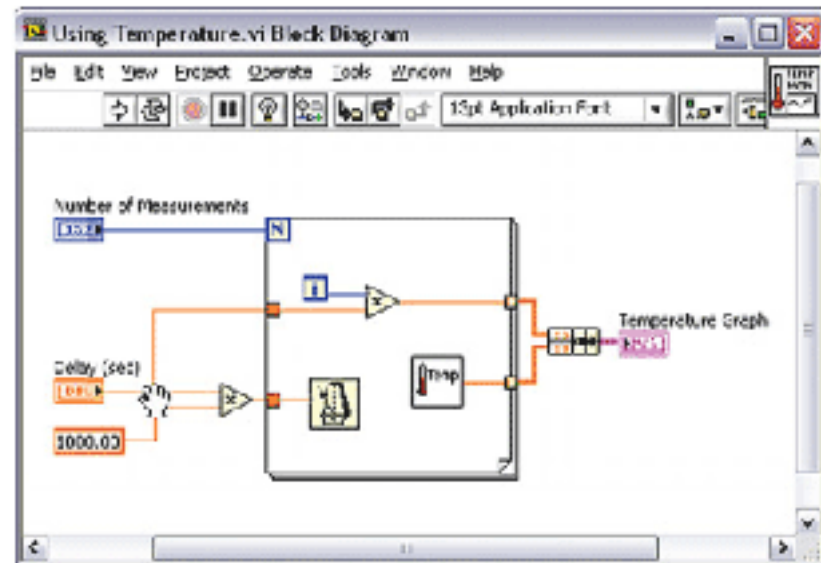 Using Temperature.vi Block Diagram
File Edit View Project Operate Tools Window Help
13pt Application Font
TEMP
Number of Measurements
N
i
x
Temperature Graph
Delay (sec)
Temp
x
1000.00